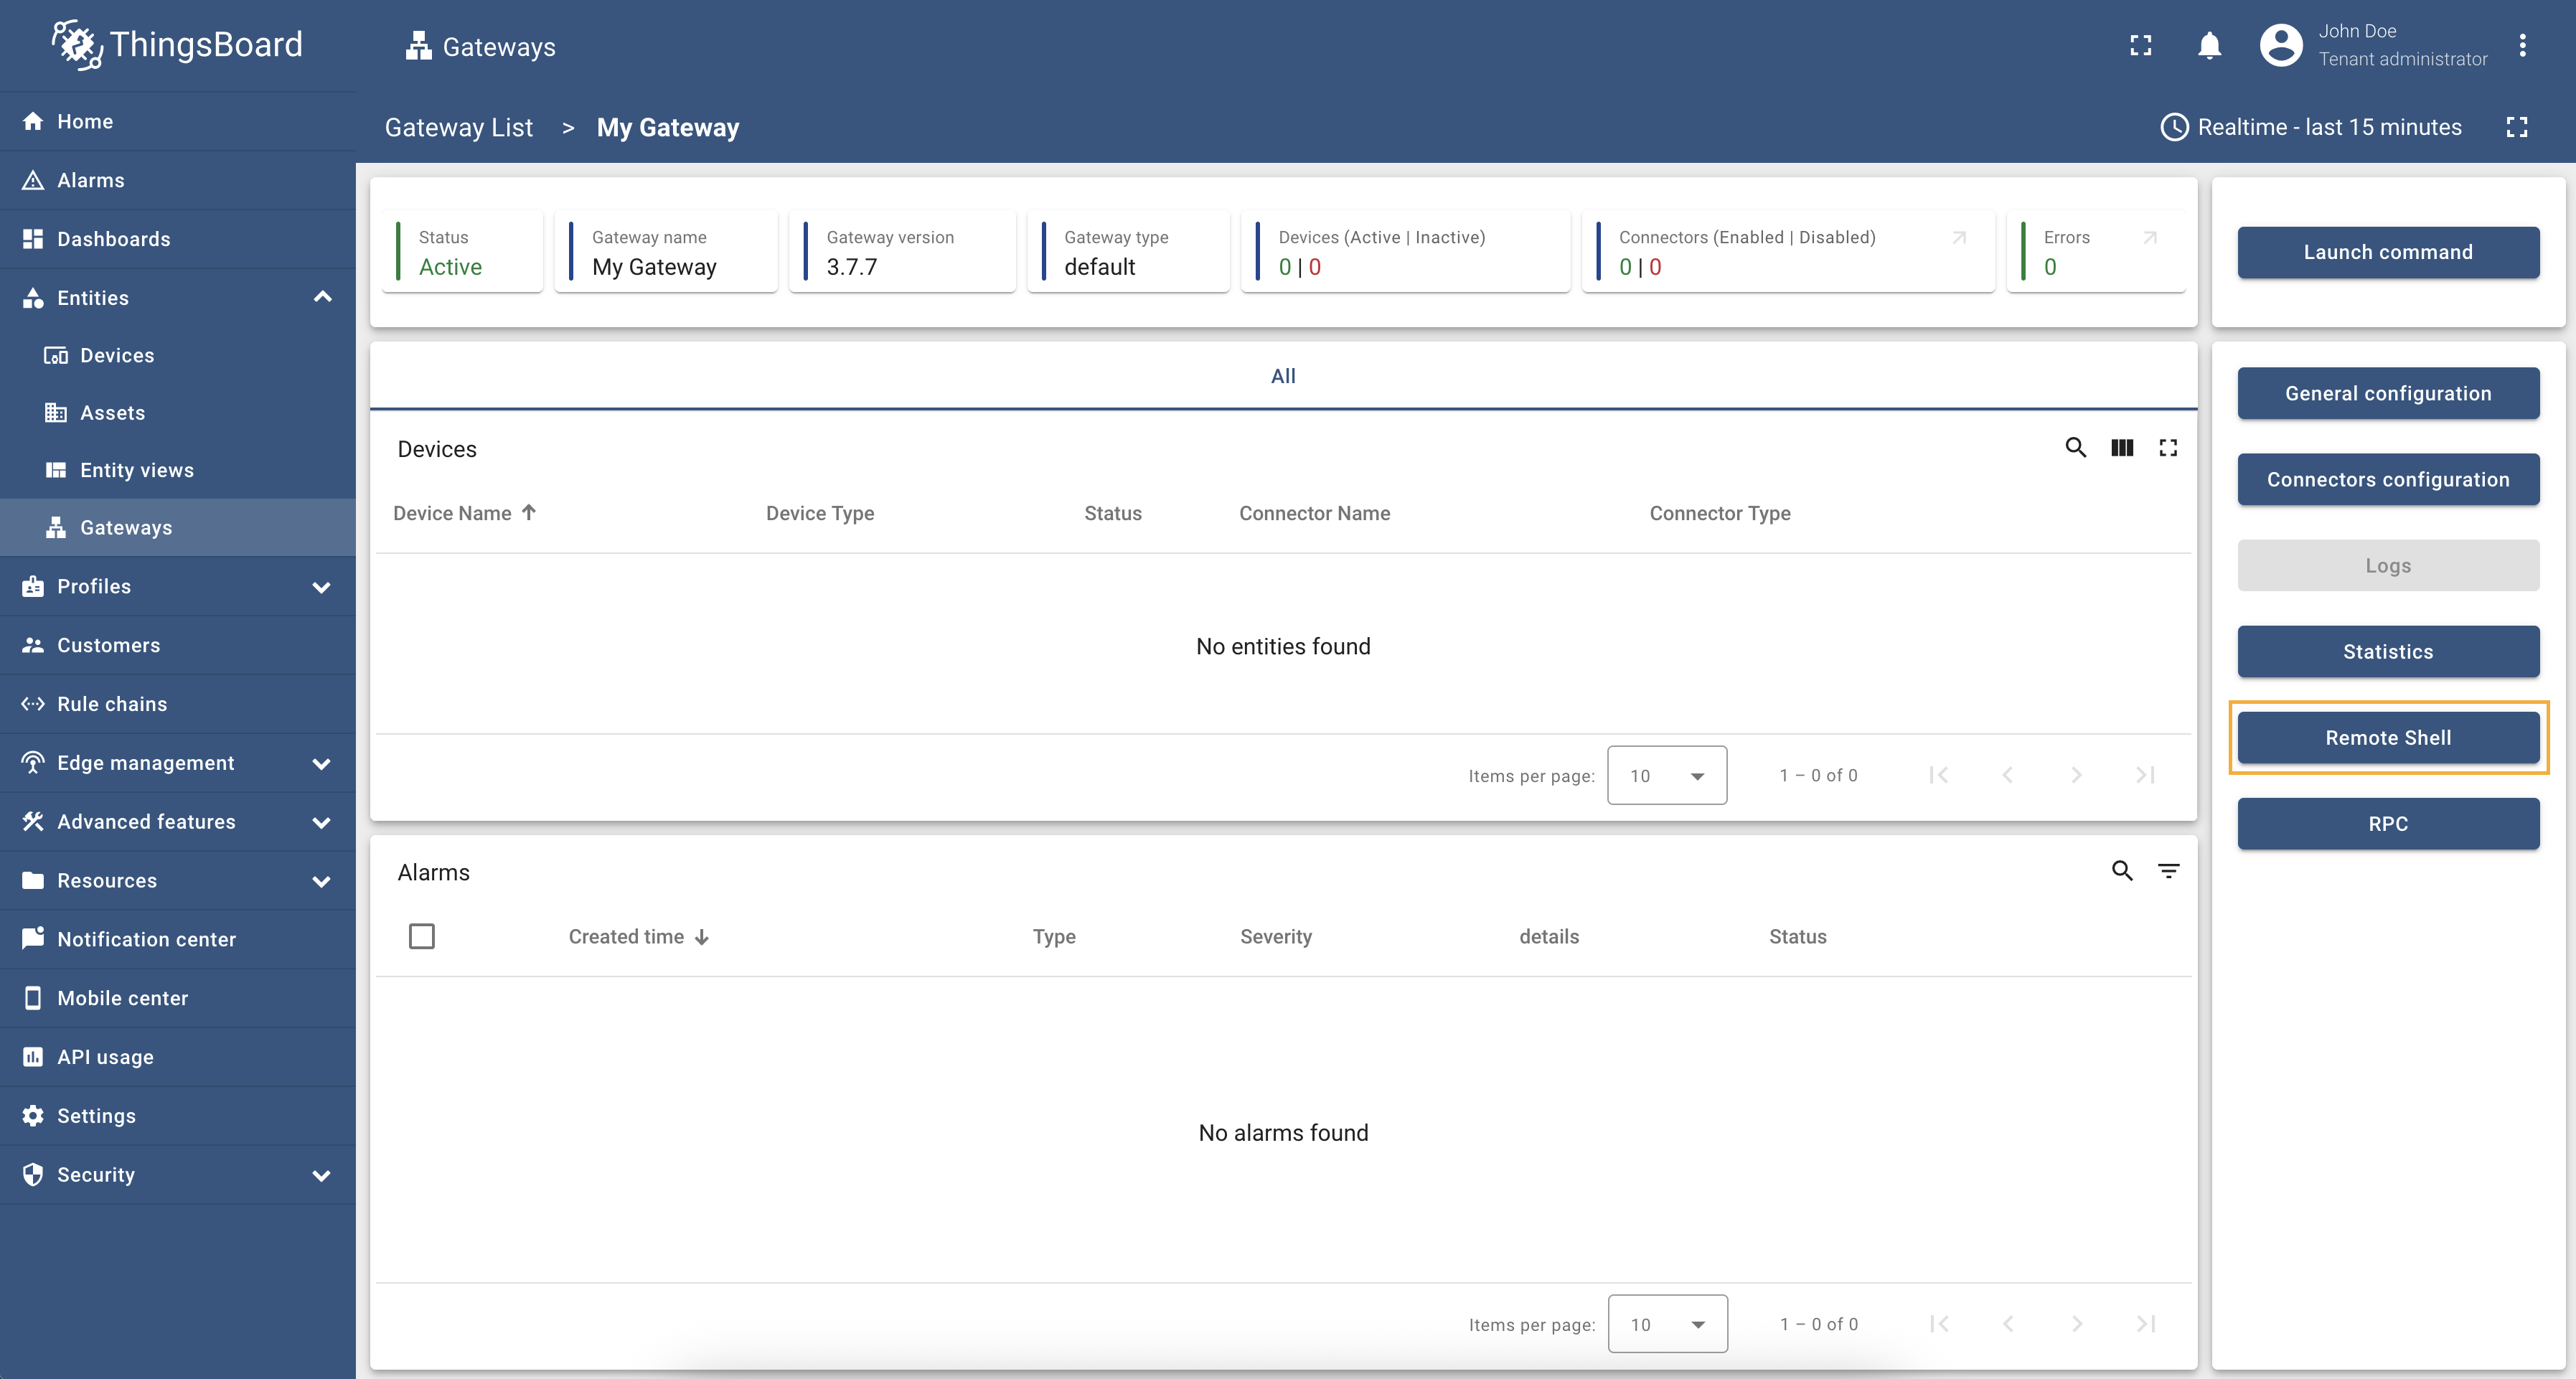 ThingsBoard
Gateways
John Doe
Tenant administrator
Gateway List > My Gateway
Realtime - last 15 minutes
Home
Alarms
Dashboards
Entities
Devices
Assets
Entity views
Gateways
Profiles
Customers
Rule chains
Edge management
Advanced features
Resources
Notification center
Mobile center
API usage
Settings
Security
Status
Active
Gateway name
My Gateway
Gateway version
3.7.7
Gateway type
default
Devices (Active | Inactive)
0 | 0
Connectors (Enabled | Disabled)
0 | 0
Errors
0
All
Devices
Device Name Device Type Status Connector Name Connector Type
No entities found
Items per page: 10 1 – 0 of 0
Alarms
Created time Type Severity details Status
No alarms found
Items per page: 10 1 – 0 of 0
Launch command
General configuration
Connectors configuration
Logs
Statistics
Remote Shell
RPC